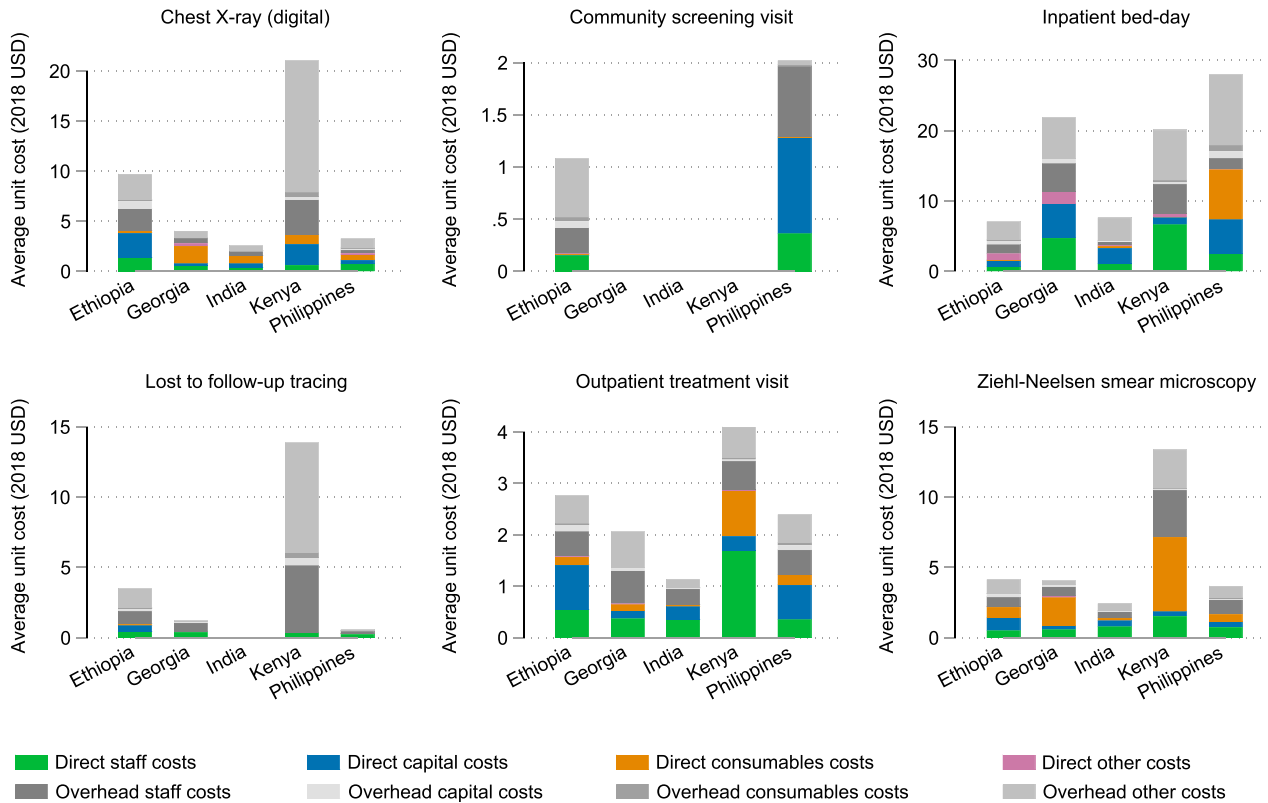 Chest X-ray (digital)
Average unit cost (2018 USD)
20
15
10
5
0
Ethiopia
Georgia
India
Kenya
Philippines
Community screening visit
Average unit cost (2018 USD)
2
1.5
1
.5
0
Ethiopia
Georgia
India
Kenya
Philippines
Inpatient bed-day
Average unit cost (2018 USD)
30
20
10
0
Ethiopia
Georgia
India
Kenya
Philippines
Lost to follow-up tracing
Average unit cost (2018 USD)
15
10
5
0
Ethiopia
Georgia
India
Kenya
Philippines
Outpatient treatment visit
Average unit cost (2018 USD)
4
3
2
1
0
Ethiopia
Georgia
India
Kenya
Philippines
Ziehl-Neelsen smear microscopy
Average unit cost (2018 USD)
15
10
5
0
Ethiopia
Georgia
India
Kenya
Philippines
Direct staff costs
Direct capital costs
Direct consumables costs
Direct other costs
Overhead staff costs
Overhead capital costs
Overhead consumables costs
Overhead other costs